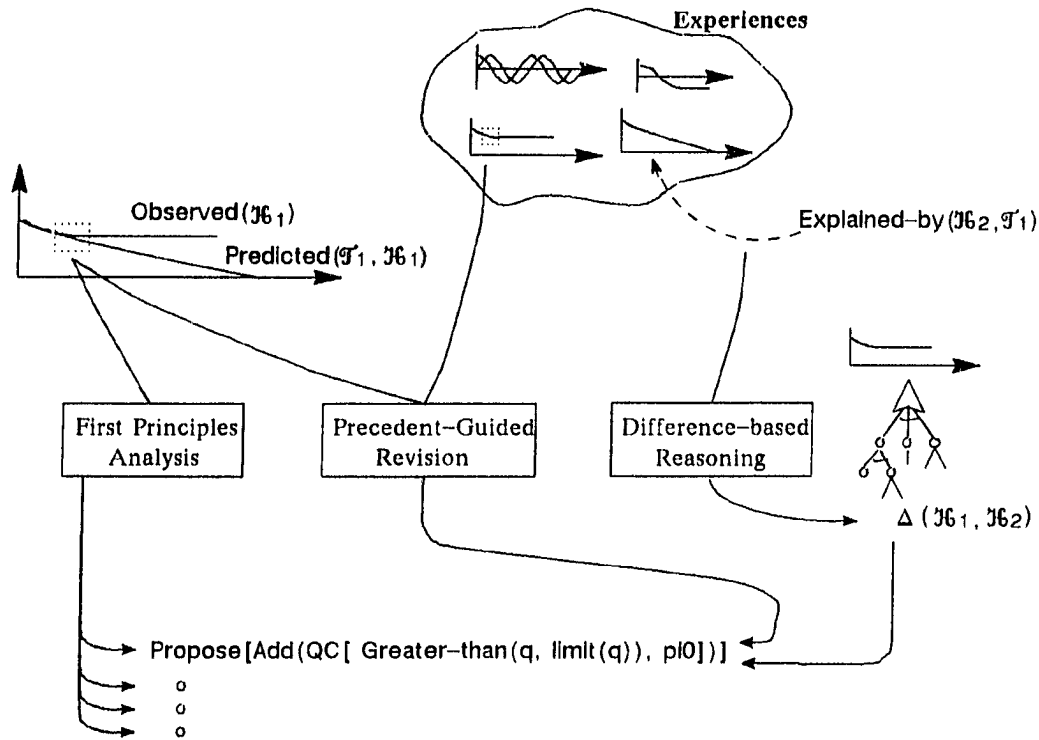 Experiences
Observed(ℋ₁)
Predicted(𝒯₁, ℋ₁)
Explained-by(ℋ₂,𝒯₁)
First Principles
Analysis
Precedent-Guided
Revision
Difference-based
Reasoning
Δ (ℋ₁, ℋ₂)
Propose[Add(QC[ Greater-than(q, limit(q)), pi0])]